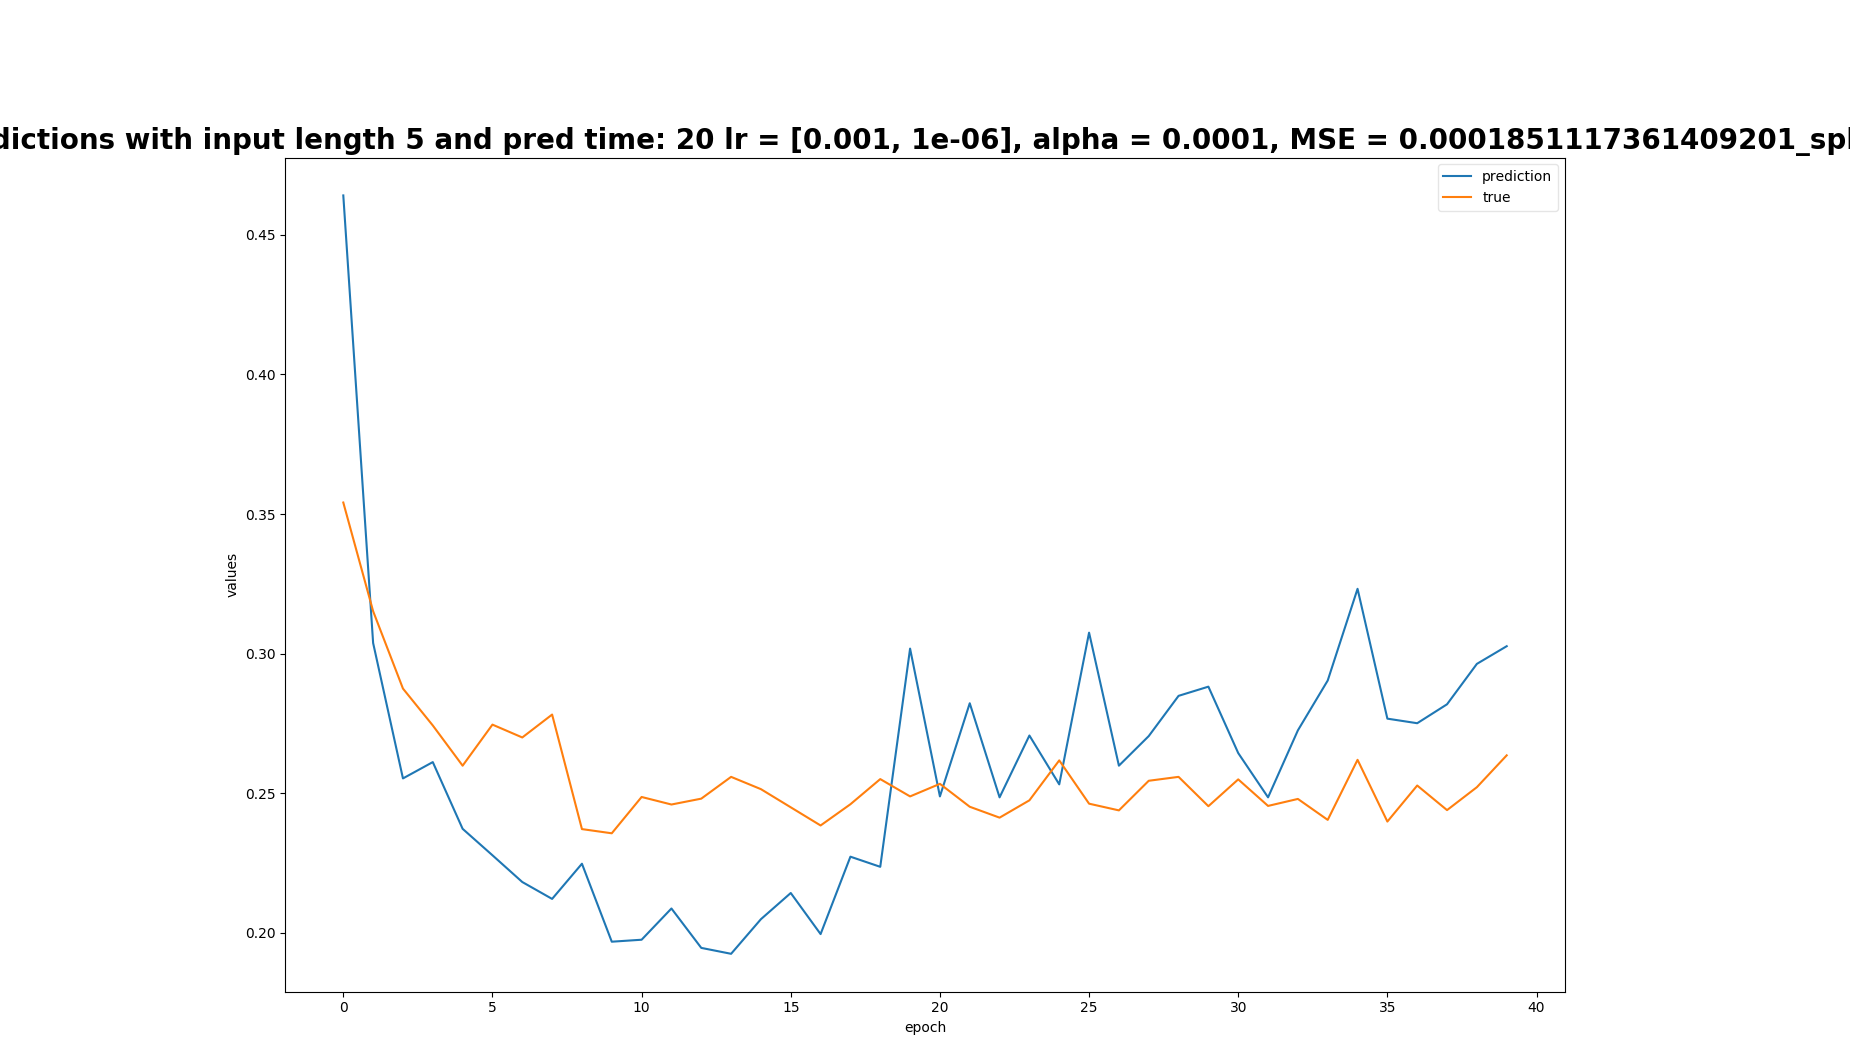 dictions with input length 5 and pred time: 20 lr = [0.001, 1e-06], alpha = 0.0001, MSE = 0.0001851117361409201_spl
prediction
true
0.45
0.40
0.35
0.30
0.25
0.20
values
0 5 10 15 20 25 30 35 40
epoch